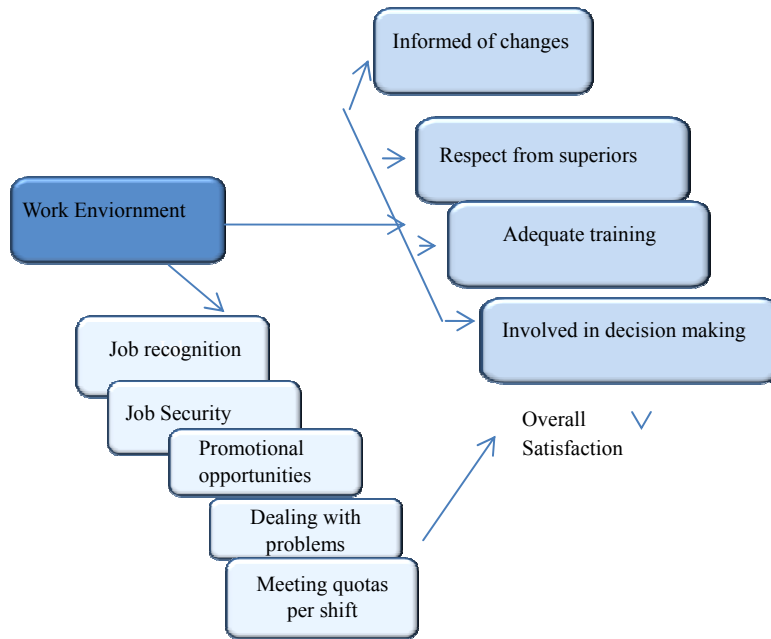 Informed of changes
Respect from superiors
Work Enviornment
Adequate training
Involved in decision making
Job recognition
Job Security
Promotional
opportunities
Dealing with
problems
Meeting quotas
per shift
Overall
Satisfaction